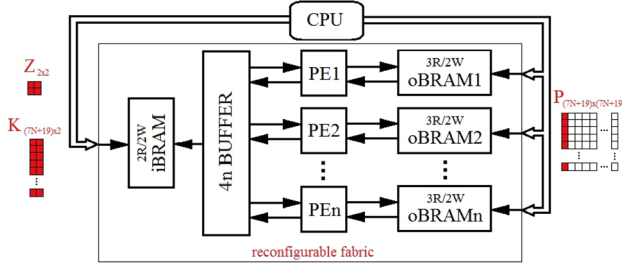 CPU
Z 2x2
K (7N+19)x2
2R/2W
iBRAM
4n BUFFER
PE1
3R/2W
oBRAM1
PE2
3R/2W
oBRAM2
PEn
3R/2W
oBRAMn
P (7N+19)x(7N+19)
reconfigurable fabric